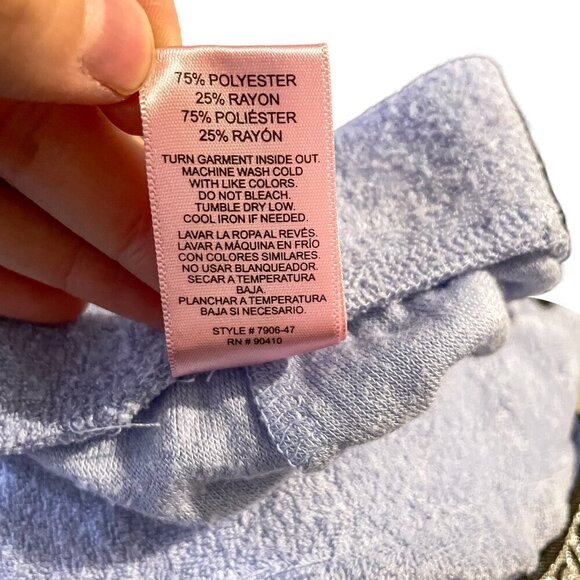 75% POLYESTER
25% RAYON
75% POLIÉSTER
25% RAYÓN
TURN GARMENT INSIDE OUT.
MACHINE WASH COLD
WITH LIKE COLORS.
DO NOT BLEACH.
TUMBLE DRY LOW.
COOL IRON IF NEEDED.
LAVAR LA ROPA AL REVÉS.
LAVAR A MÁQUINA EN FRÍO
CON COLORES SIMILARES.
NO USAR BLANQUEADOR.
SECAR A TEMPERATURA
BAJA.
PLANCHAR A TEMPERATURA
BAJA SI NECESARIO.
STYLE # 7906-47
RN # 90410